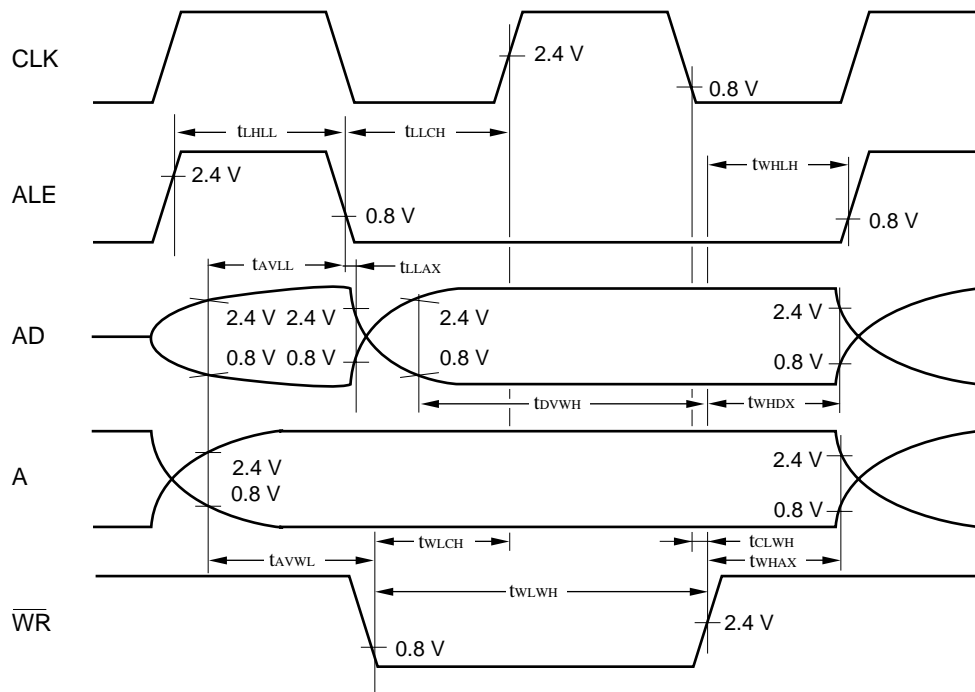 CLK
2.4 V
0.8 V
tLHLL
tLLCH
tWHLH
ALE
2.4 V
0.8 V
0.8 V
tAVLL
tLLAX
AD
2.4 V 2.4 V
2.4 V
2.4 V
0.8 V 0.8 V
0.8 V
0.8 V
tDVWH
tWHDX
A
2.4 V
2.4 V
0.8 V
0.8 V
tWLCH
tCLWH
tAVWL
tWHAX
tWLWH
W̅R̅
0.8 V
2.4 V